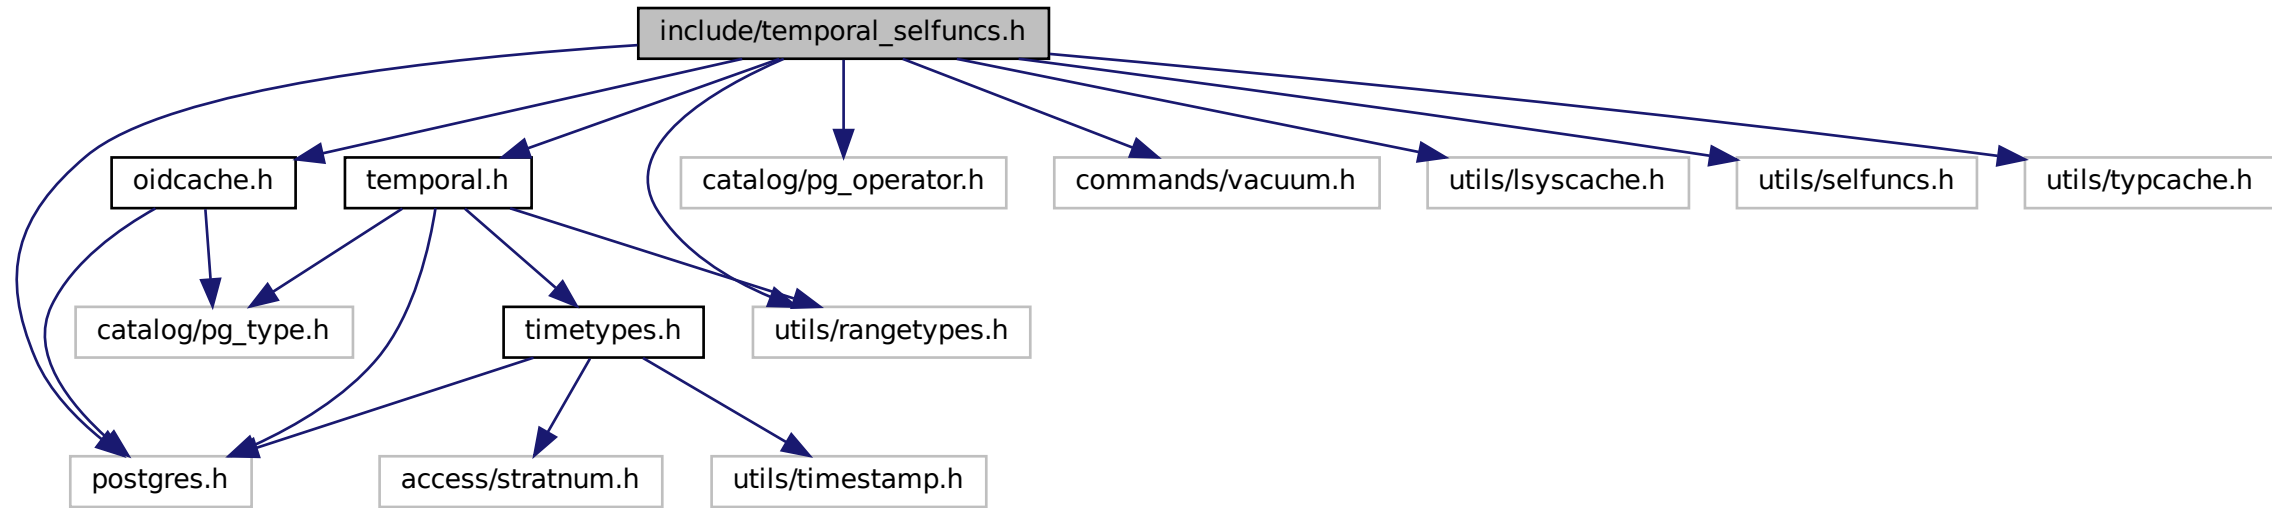 include/temporal_selfuncs.h
oidcache.h
temporal.h
catalog/pg_operator.h
commands/vacuum.h
utils/lsyscache.h
utils/selfuncs.h
utils/typcache.h
catalog/pg_type.h
timetypes.h
utils/rangetypes.h
postgres.h
access/stratnum.h
utils/timestamp.h